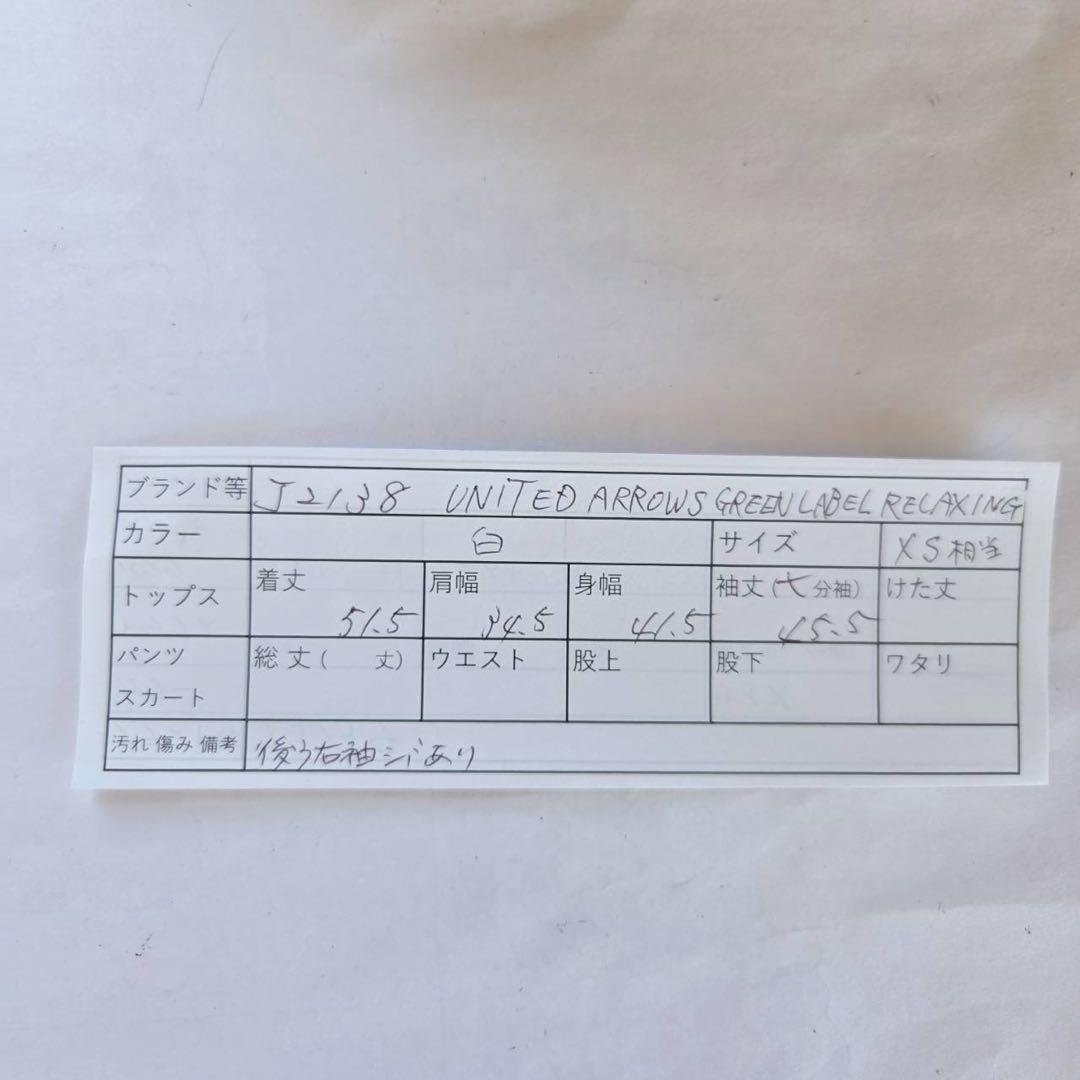 ブランド等 J2138 UNITED ARROWS GREEN LABEL RELAXING
カラー 白 サイズ XS相当
トップス 着丈 51.5 肩幅 34.5 身幅 41.5 袖丈(七分袖) 45.5 けた丈
パンツ スカート 総丈( 丈) ウエスト 股上 股下 ワタリ
汚れ 傷み 備考 後ろ右袖シミあり